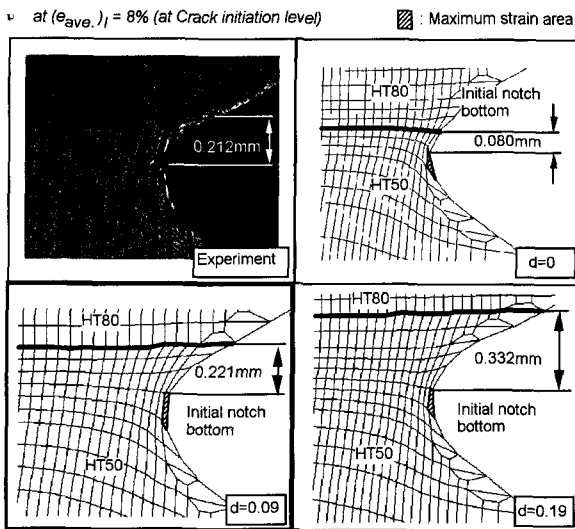 at (e ave.)I = 8% (at Crack initiation level)
: Maximum strain area
0.212mm
Experiment
HT80
Initial notch
bottom
0.080mm
HT50
d=0
HT80
0.221mm
Initial notch
bottom
HT50
d=0.09
HT80
0.332mm
Initial notch
bottom
HT50
d=0.19